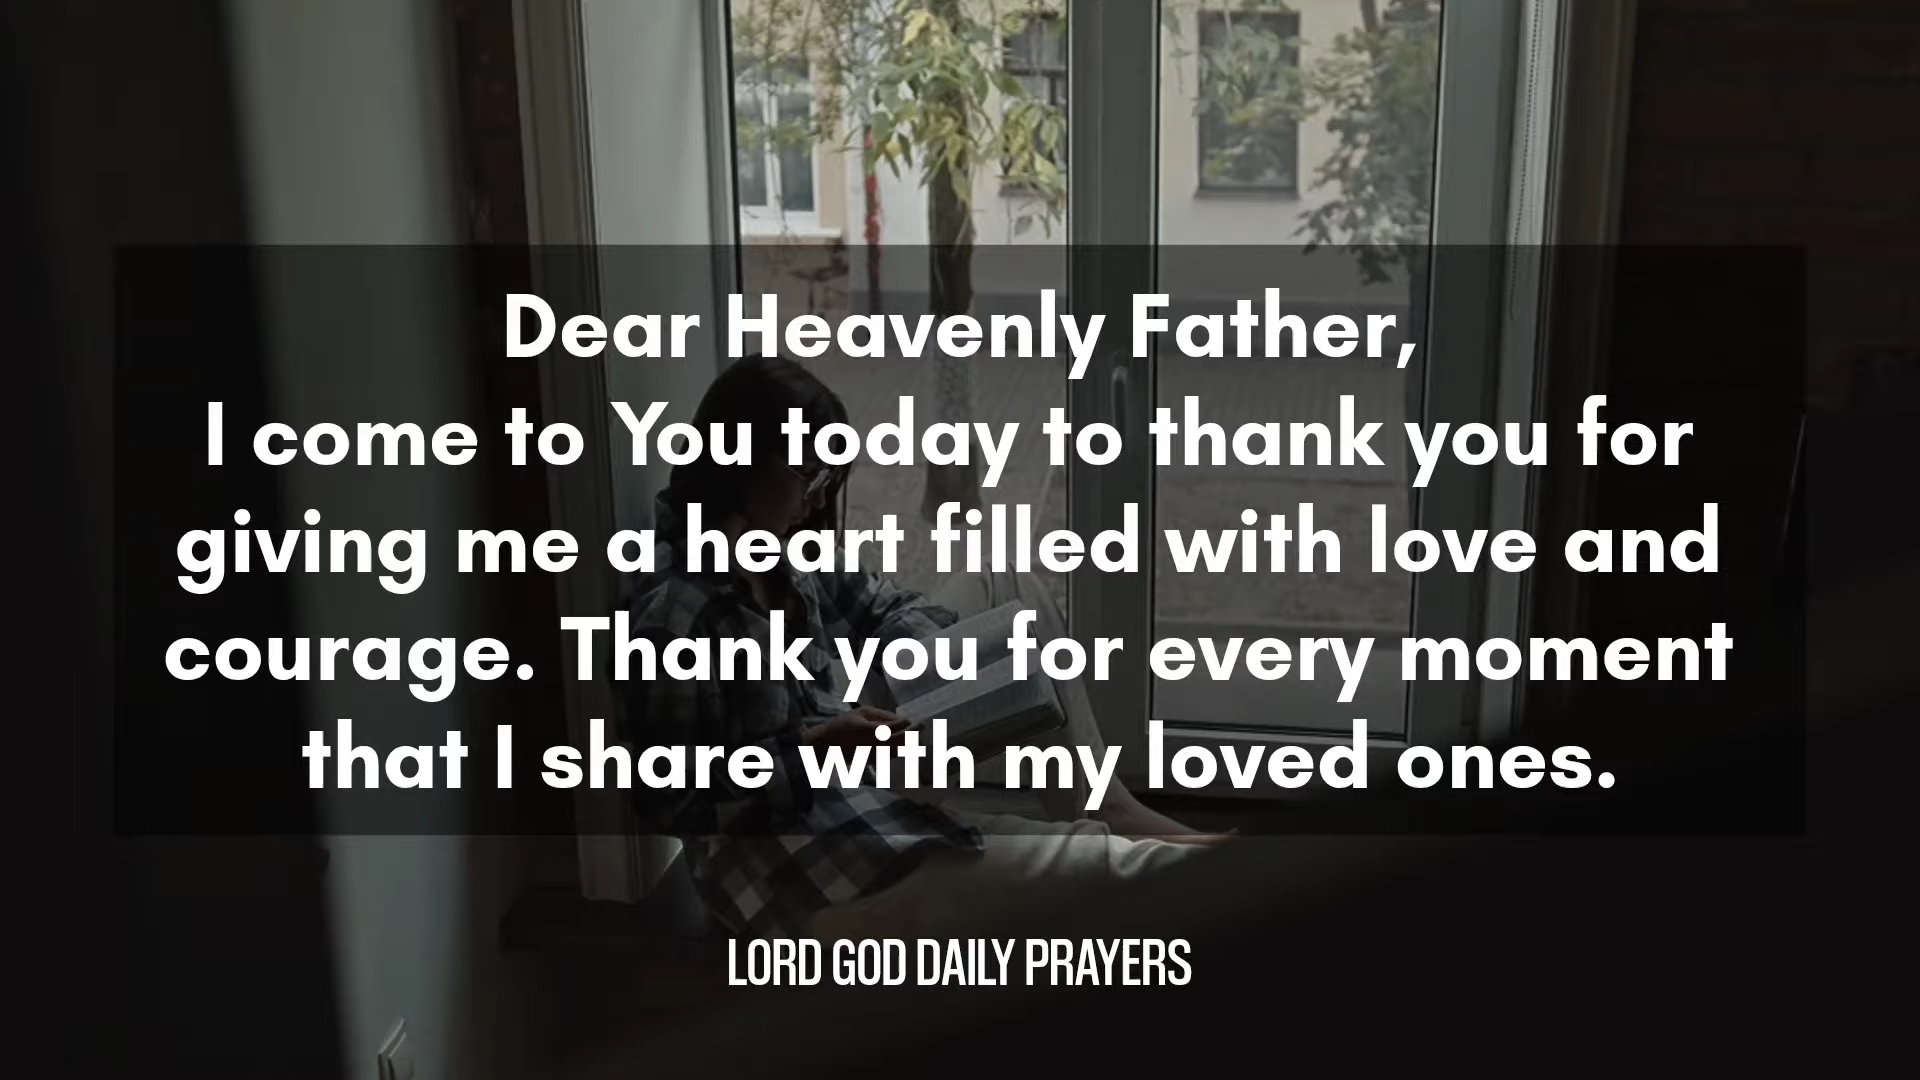 Dear Heavenly Father,
I come to You today to thank you for
giving me a heart filled with love and
courage. Thank you for every moment
that I share with my loved ones.
LORD GOD DAILY PRAYERS